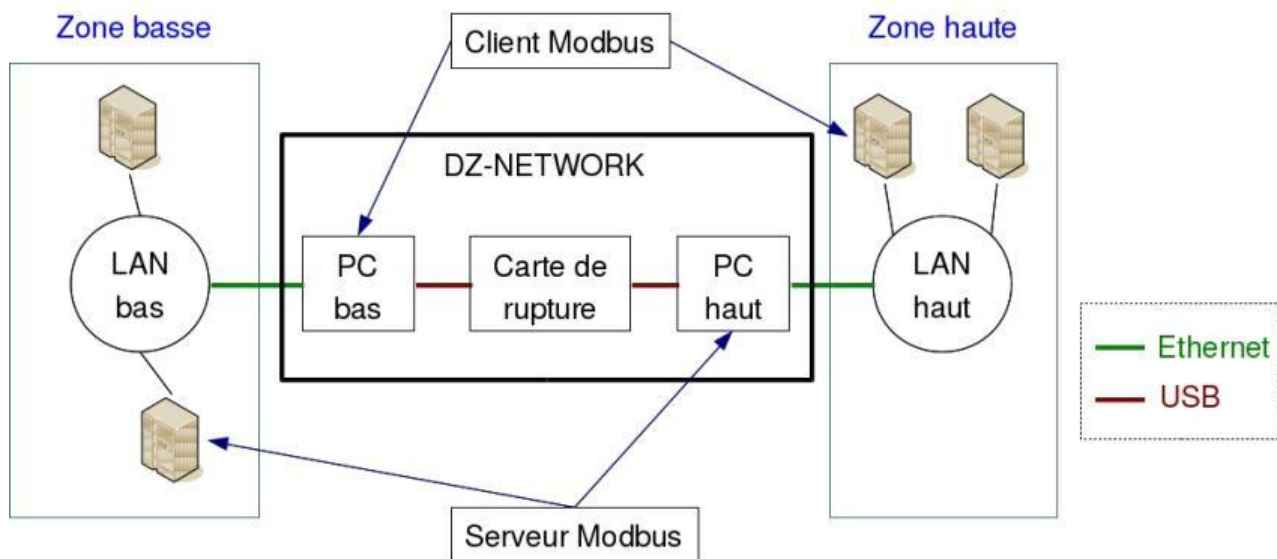 Zone basse
Client Modbus
Zone haute
DZ-NETWORK
LAN
bas
PC
bas
Carte de
rupture
PC
haut
LAN
haut
Ethernet
USB
Serveur Modbus